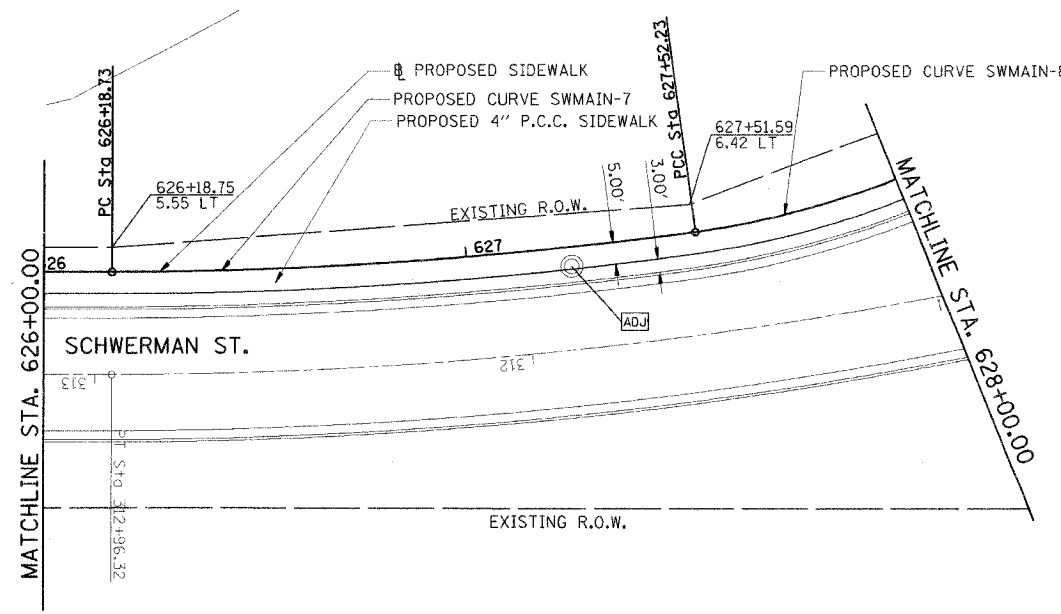 PC Sta 626+18.73
℄ PROPOSED SIDEWALK
PROPOSED CURVE SWMAIN-7
PROPOSED 4" P.C.C. SIDEWALK
626+18.75
5.55 LT
EXISTING R.O.W.
5.00'
3.00'
PCC Sta 627+52.23
627+51.59
6.42 LT
PROPOSED CURVE SWMAIN-8
26
627
ADJ
MATCHLINE STA. 626+00.00
SCHWERMAN ST.
313
312
PT Sta 312+96.32
EXISTING R.O.W.
MATCHLINE STA. 628+00.00